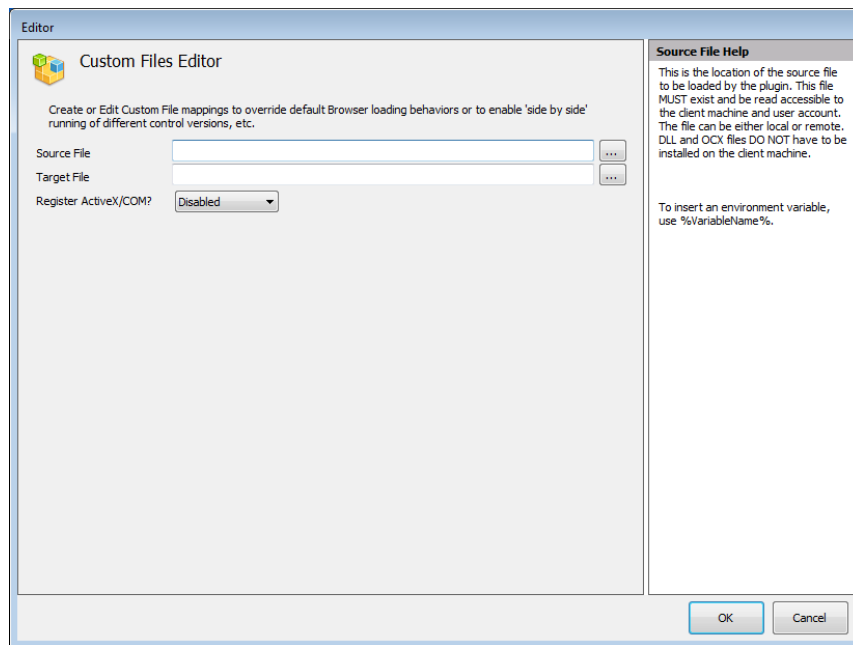 Editor
Custom Files Editor
Create or Edit Custom File mappings to override default Browser loading behaviors or to enable 'side by side'
running of different control versions, etc.
Source File
...
Target File
...
Register ActiveX/COM?
Disabled
Source File Help
This is the location of the source file
to be loaded by the plugin. This file
MUST exist and be read accessible to
the client machine and user account.
The file can be either local or remote.
DLL and OCX files DO NOT have to be
installed on the client machine.
To insert an environment variable,
use %VariableName%.
OK
Cancel